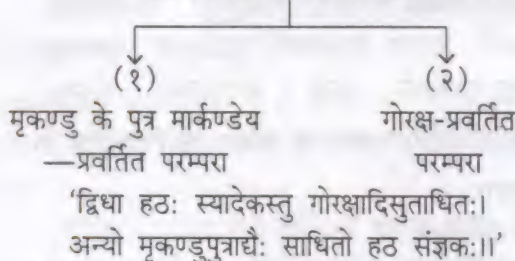 (१) (२)
मृकण्डु के पुत्र मार्कण्डेय गोरक्ष-प्रवर्तित
—प्रवर्तित परम्परा परम्परा
'द्विधा हठः स्यादेकस्तु गोरक्षादिसुताधितः।
अन्यो मृकण्डुपुत्राद्यैः साधितो हठ संज्ञकः।।'